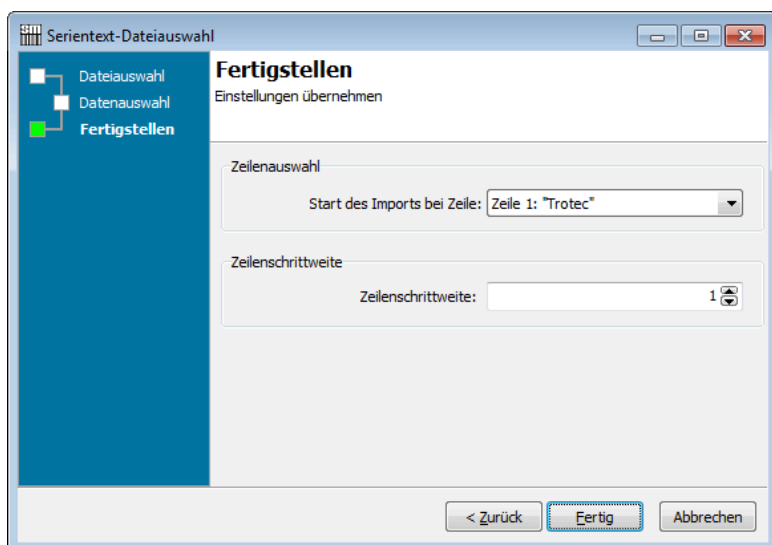 Serientext-Dateiauswahl
Dateiauswahl
Datenauswahl
Fertigstellen
Fertigstellen
Einstellungen übernehmen
Zeilenauswahl
Start des Imports bei Zeile: Zeile 1: "Trotec"
Zeilenschrittweite
Zeilenschrittweite: 1
< Zurück Fertig Abbrechen